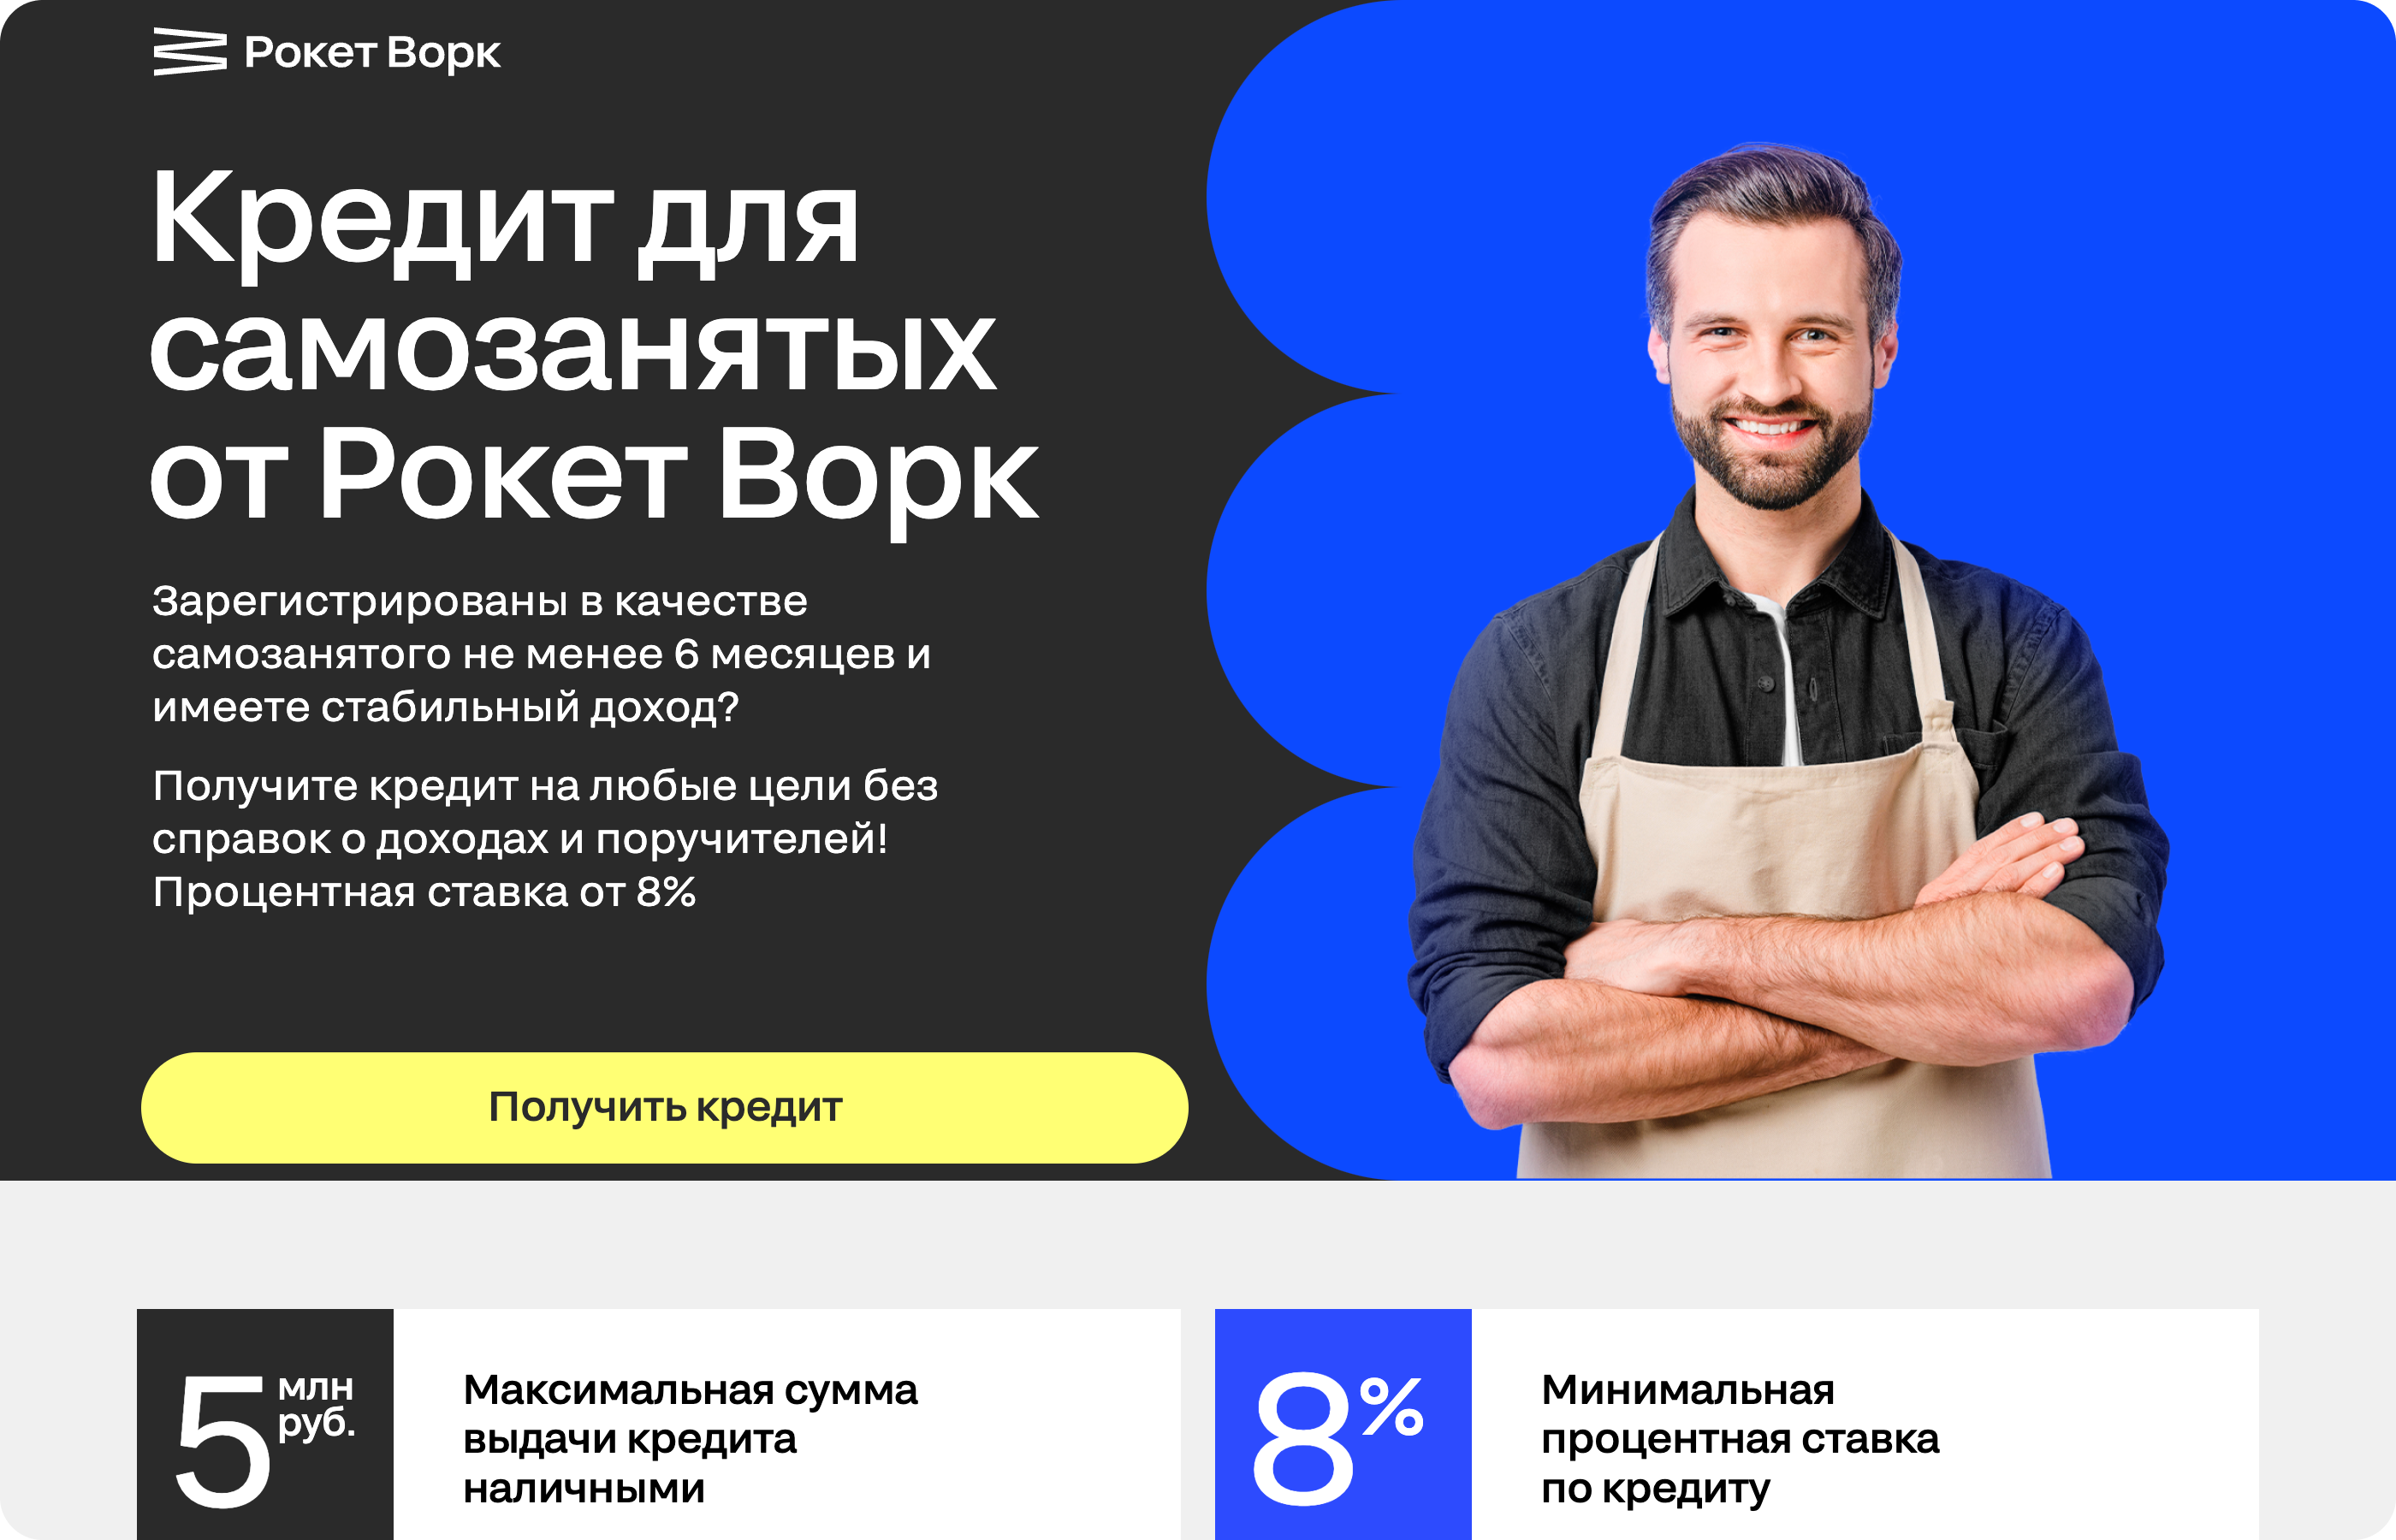 Рокет Ворк
Кредит для
самозанятых
от Рокет Ворк
Зарегистрированы в качестве
самозанятого не менее 6 месяцев и
имеете стабильный доход?
Получите кредит на любые цели без
справок о доходах и поручителей!
Процентная ставка от 8%
Получить кредит
5 млн
руб.
Максимальная сумма
выдачи кредита
наличными
8%
Минимальная
процентная ставка
по кредиту